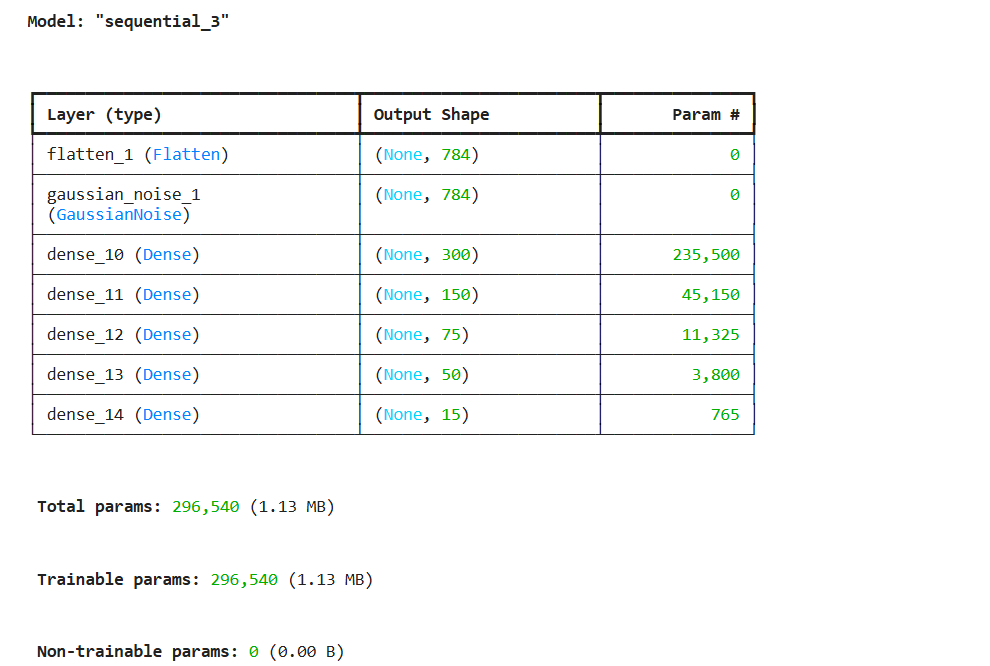 Model: "sequential_3"
Layer (type) Output Shape Param #
flatten_1 (Flatten) (None, 784) 0
gaussian_noise_1 (None, 784) 0
(GaussianNoise)
dense_10 (Dense) (None, 300) 235,500
dense_11 (Dense) (None, 150) 45,150
dense_12 (Dense) (None, 75) 11,325
dense_13 (Dense) (None, 50) 3,800
dense_14 (Dense) (None, 15) 765
Total params: 296,540 (1.13 MB)
Trainable params: 296,540 (1.13 MB)
Non-trainable params: 0 (0.00 B)